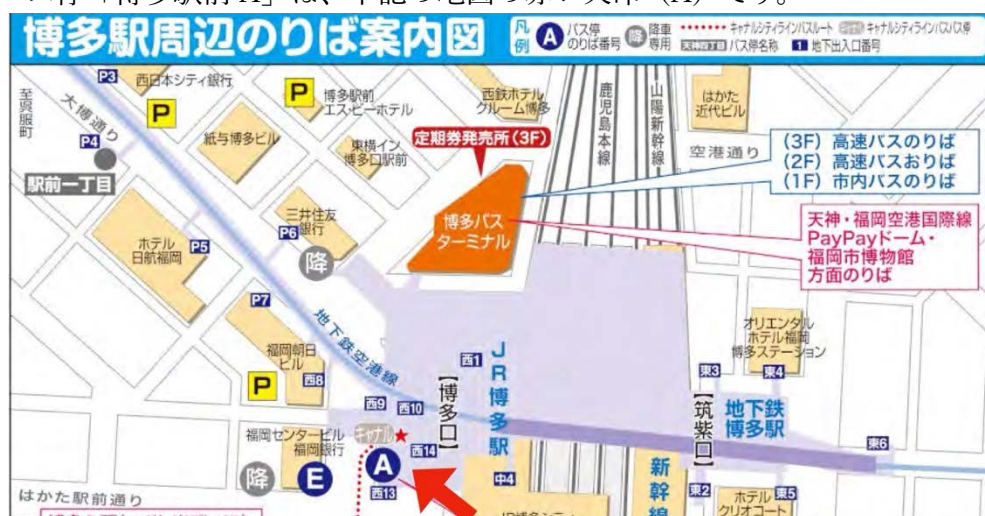 博多駅周辺のりば案内図
凡例
A バス停のりば番号
降 降車専用
キャナルシティラインバスルート
キャナル キャナルシティラインバスバス停
天神四丁目 バス停名称
1 地下出入口番号
至呉服町
大博通り
P3
西日本シティ銀行
P
P4
駅前一丁目
紙与博多ビル
P
博多駅前
エス・ビーホテル
東横イン
博多口駅前
西鉄ホテル
クルーム博多
定期券発売所(3F)
博多バス
ターミナル
鹿児島本線
山陽新幹線
はかた
近代ビル
空港通り
(3F) 高速バスのりば
(2F) 高速バスおりば
(1F) 市内バスのりば
天神・福岡空港国際線
PayPayドーム・
福岡市博物館
方面のりば
ホテル
日航福岡
P5
三井住友
銀行
P6
降
P7
地下鉄空港線
福岡朝日
ビル
西8
P
西9
西10
西1
【博多口】
JR博多駅
オリエンタル
ホテル福岡
博多ステーション
東3
東4
【筑紫口】
地下鉄
博多駅
東6
福岡センタービル
福岡銀行
キャナル★
西14
降
E
A
西13
中4
新幹線
東2
ホテル
クリオコート
東5
はかた駅前通り